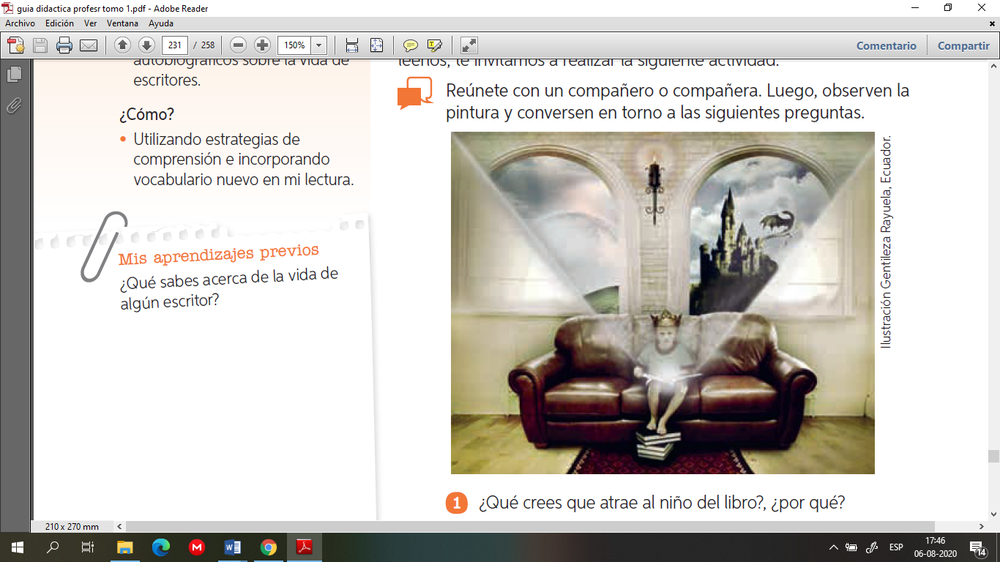 guia didactica profesr tomo 1.pdf - Adobe Reader
Archivo Edición Ver Ventana Ayuda
231 / 258 150% Comentario Compartir
autobiográficos sobre la vida de
escritores.
¿Cómo?
• Utilizando estrategias de
comprensión e incorporando
vocabulario nuevo en mi lectura.
Mis aprendizajes previos
¿Qué sabes acerca de la vida de
algún escritor?
leerlos, te invitamos a realizar la siguiente actividad.
Reúnete con un compañero o compañera. Luego, observen la
pintura y conversen en torno a las siguientes preguntas.
Ilustración Gentileza Rayuela, Ecuador.
1 ¿Qué crees que atrae al niño del libro?, ¿por qué?
210 x 270 mm
ESP
17:46
06-08-2020
14